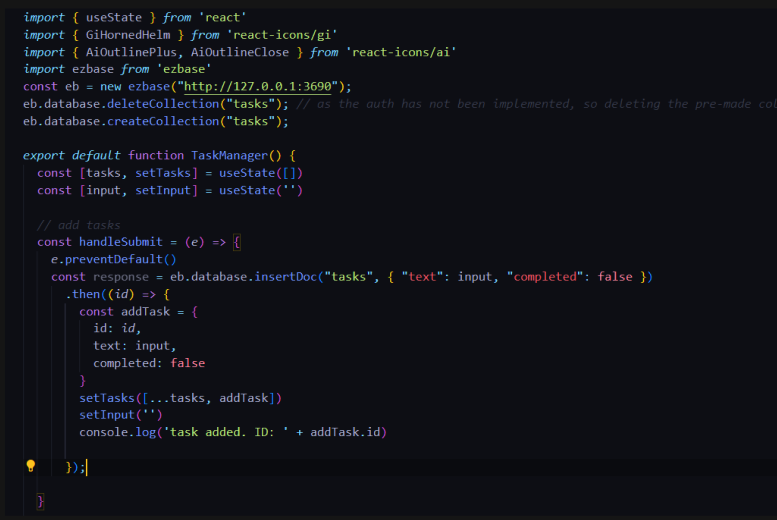 import { useState } from 'react'
import { GiHornedHelm } from 'react-icons/gi'
import { AiOutlinePlus, AiOutlineClose } from 'react-icons/ai'
import ezbase from 'ezbase'
const eb = new ezbase("http://127.0.0.1:3690");
eb.database.deleteCollection("tasks"); // as the auth has not been implemented, so deleting the pre-made
eb.database.createCollection("tasks");
export default function TaskManager() {
const [tasks, setTasks] = useState([])
const [input, setInput] = useState('')
// add tasks
const handleSubmit = (e) => {
e.preventDefault()
const response = eb.database.insertDoc("tasks", { "text": input, "completed": false })
.then((id) => {
const addTask = {
id: id,
text: input,
completed: false
}
setTasks([...tasks, addTask])
setInput('')
console.log('task added. ID: ' + addTask.id)
});
}